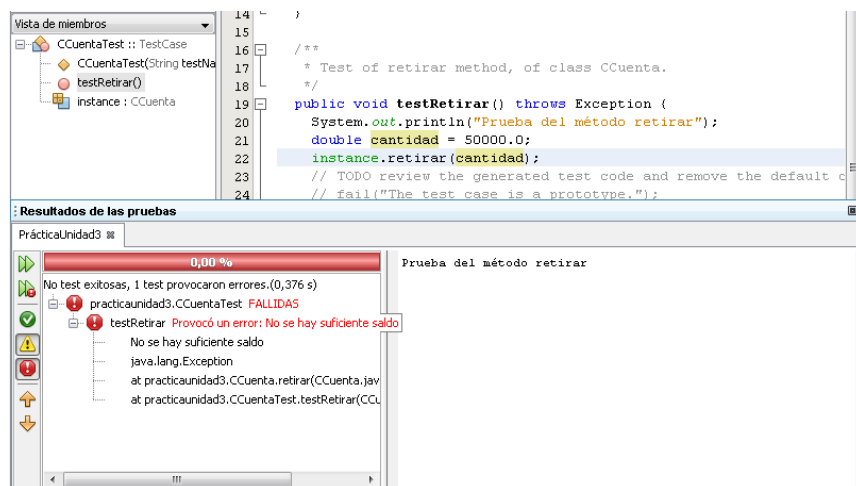 Vista de miembros
CCuentaTest :: TestCase
CCuentaTest(String testNa
testRetirar()
instance : CCuenta
14 }
15
16 /**
17 * Test of retirar method, of class CCuenta.
18 */
19 public void testRetirar() throws Exception {
20 System.out.println("Prueba del método retirar");
21 double cantidad = 50000.0;
22 instance.retirar(cantidad);
23 // TODO review the generated test code and remove the default c
24 // fail("The test case is a prototype.");
Resultados de las pruebas
PrácticaUnidad3
0,00 %
No test exitosas, 1 test provocaron errores.(0,376 s)
practicaunidad3.CCuentaTest FALLIDAS
testRetirar Provocó un error: No se hay suficiente saldo
No se hay suficiente saldo
java.lang.Exception
at practicaunidad3.CCuenta.retirar(CCuenta.jav
at practicaunidad3.CCuentaTest.testRetirar(CCu
Prueba del método retirar